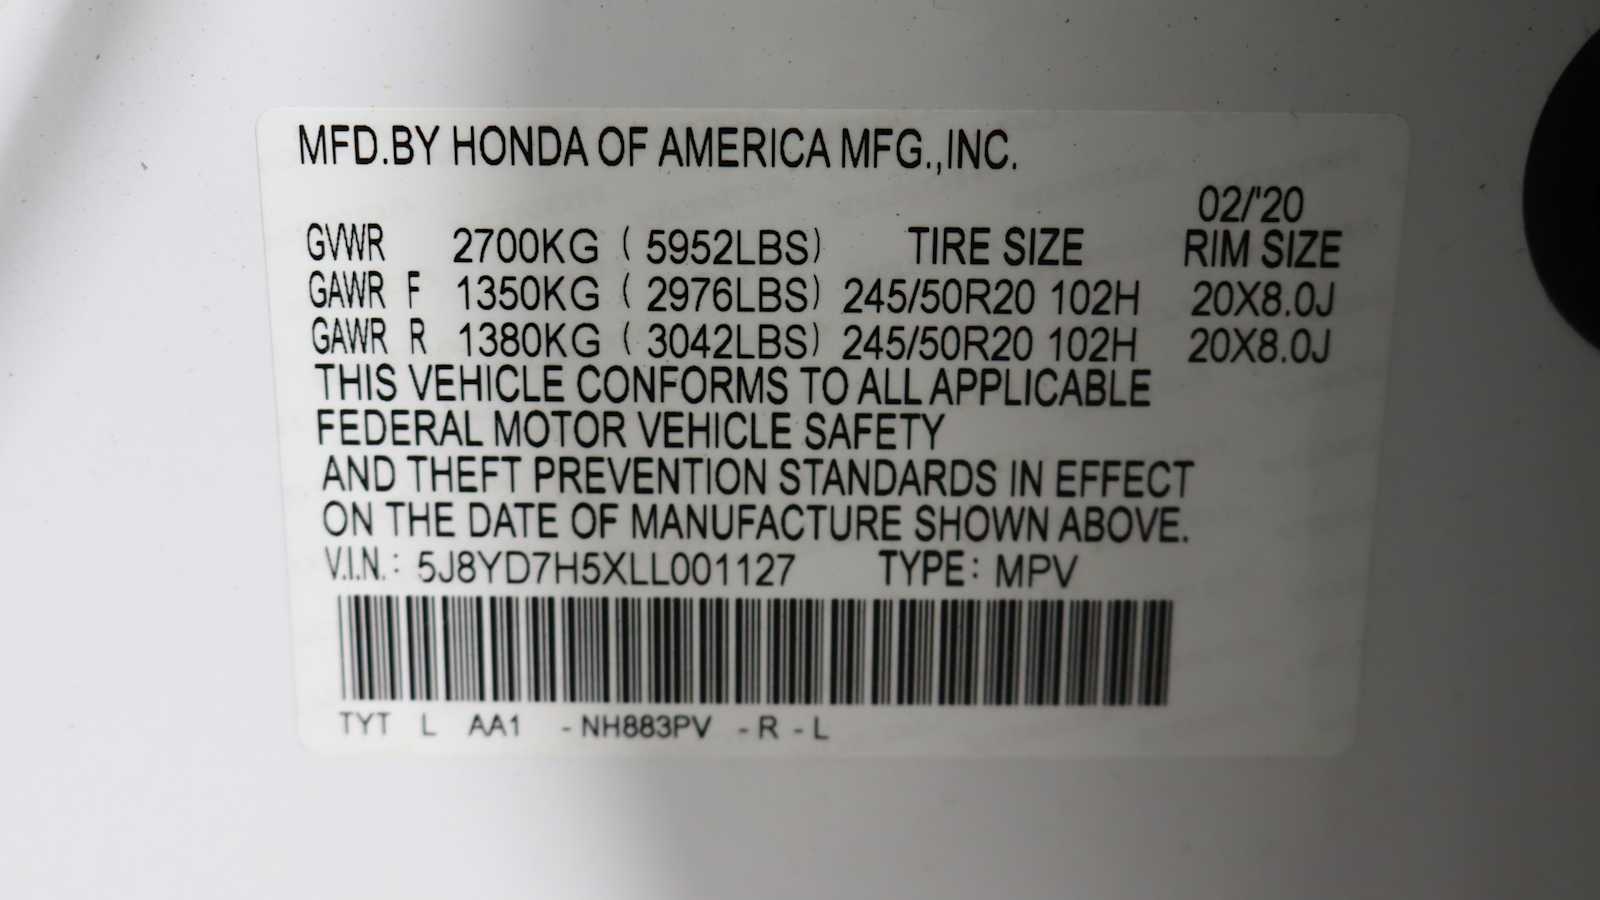 MFD.BY HONDA OF AMERICA MFG.,INC.
02/'20
GVWR 2700KG ( 5952LBS) TIRE SIZE RIM SIZE
GAWR F 1350KG ( 2976LBS) 245/50R20 102H 20X8.0J
GAWR R 1380KG ( 3042LBS) 245/50R20 102H 20X8.0J
THIS VEHICLE CONFORMS TO ALL APPLICABLE
FEDERAL MOTOR VEHICLE SAFETY
AND THEFT PREVENTION STANDARDS IN EFFECT
ON THE DATE OF MANUFACTURE SHOWN ABOVE.
V.I.N.: 5J8YD7H5XLL001127 TYPE: MPV
TYT L AA1 -NH883PV -R-L